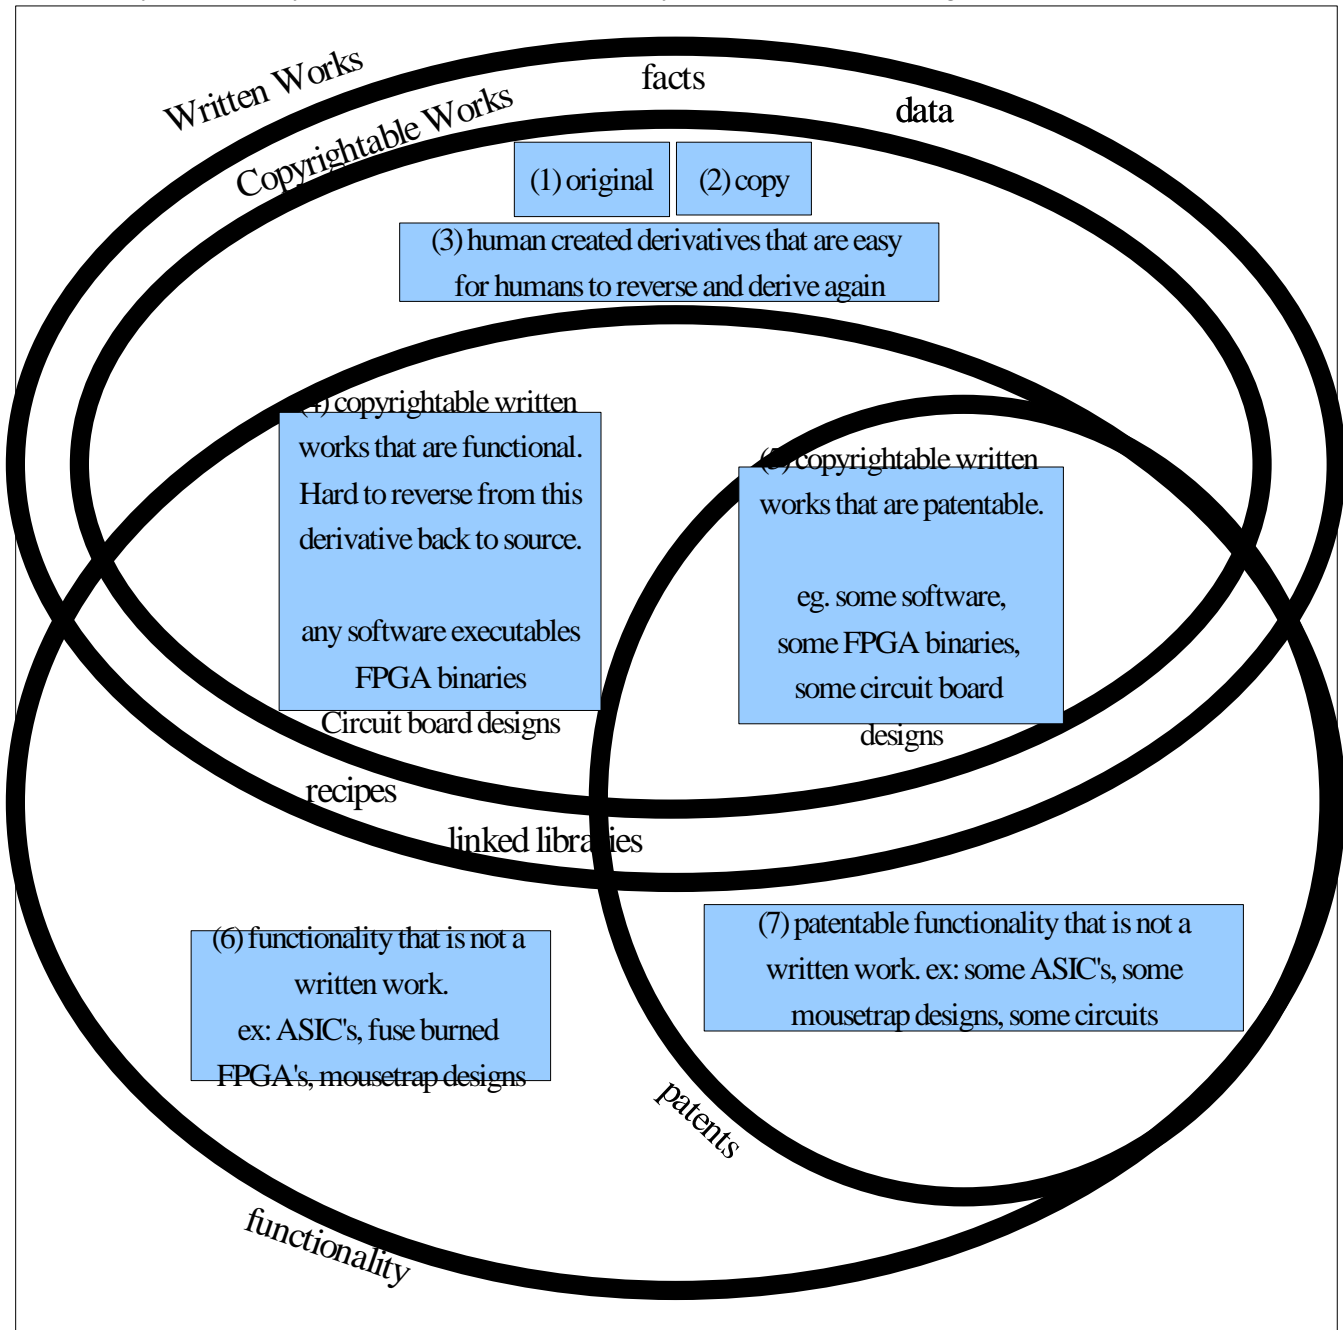 Written Works
facts
Copyrightable Works
data
(1) original
(2) copy
(3) human created derivatives that are easy
for humans to reverse and derive again
(4) copyrightable written
works that are functional.
Hard to reverse from this
derivative back to source.
any software executables
FPGA binaries
Circuit board designs
(5) copyrightable written
works that are patentable.
eg. some software,
some FPGA binaries,
some circuit board
designs
recipes
linked libraries
(6) functionality that is not a
written work.
ex: ASIC's, fuse burned
FPGA's, mousetrap designs
(7) patentable functionality that is not a
written work. ex: some ASIC's, some
mousetrap designs, some circuits
patents
functionality